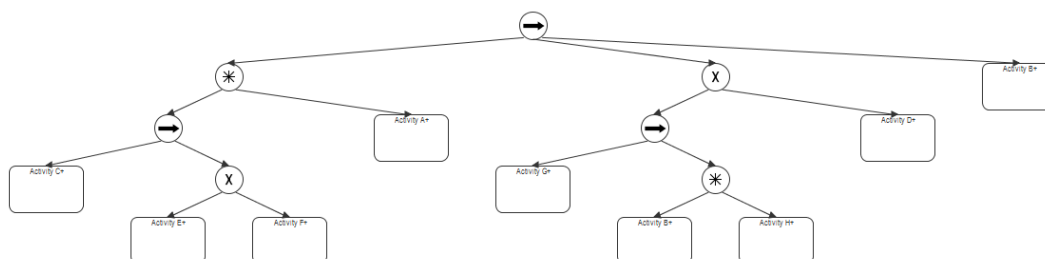 X
Activity B+
Activity A+
Activity D+
Activity C+
X
Activity G+
Activity E+
Activity F+
Activity B+
Activity H+